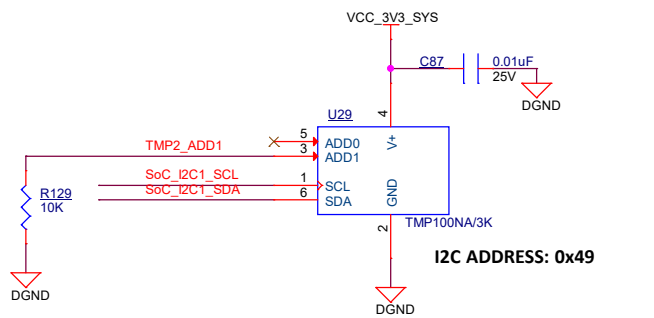 VCC_3V3_SYS
C87
0.01uF
25V
DGND
U29
4
5
ADD0
V+
TMP2_ADD1
3
ADD1
SoC_I2C1_SCL
1
SCL
SoC_I2C1_SDA
6
SDA
GND
R129
10K
2
TMP100NA/3K
I2C ADDRESS: 0x49
DGND
DGND